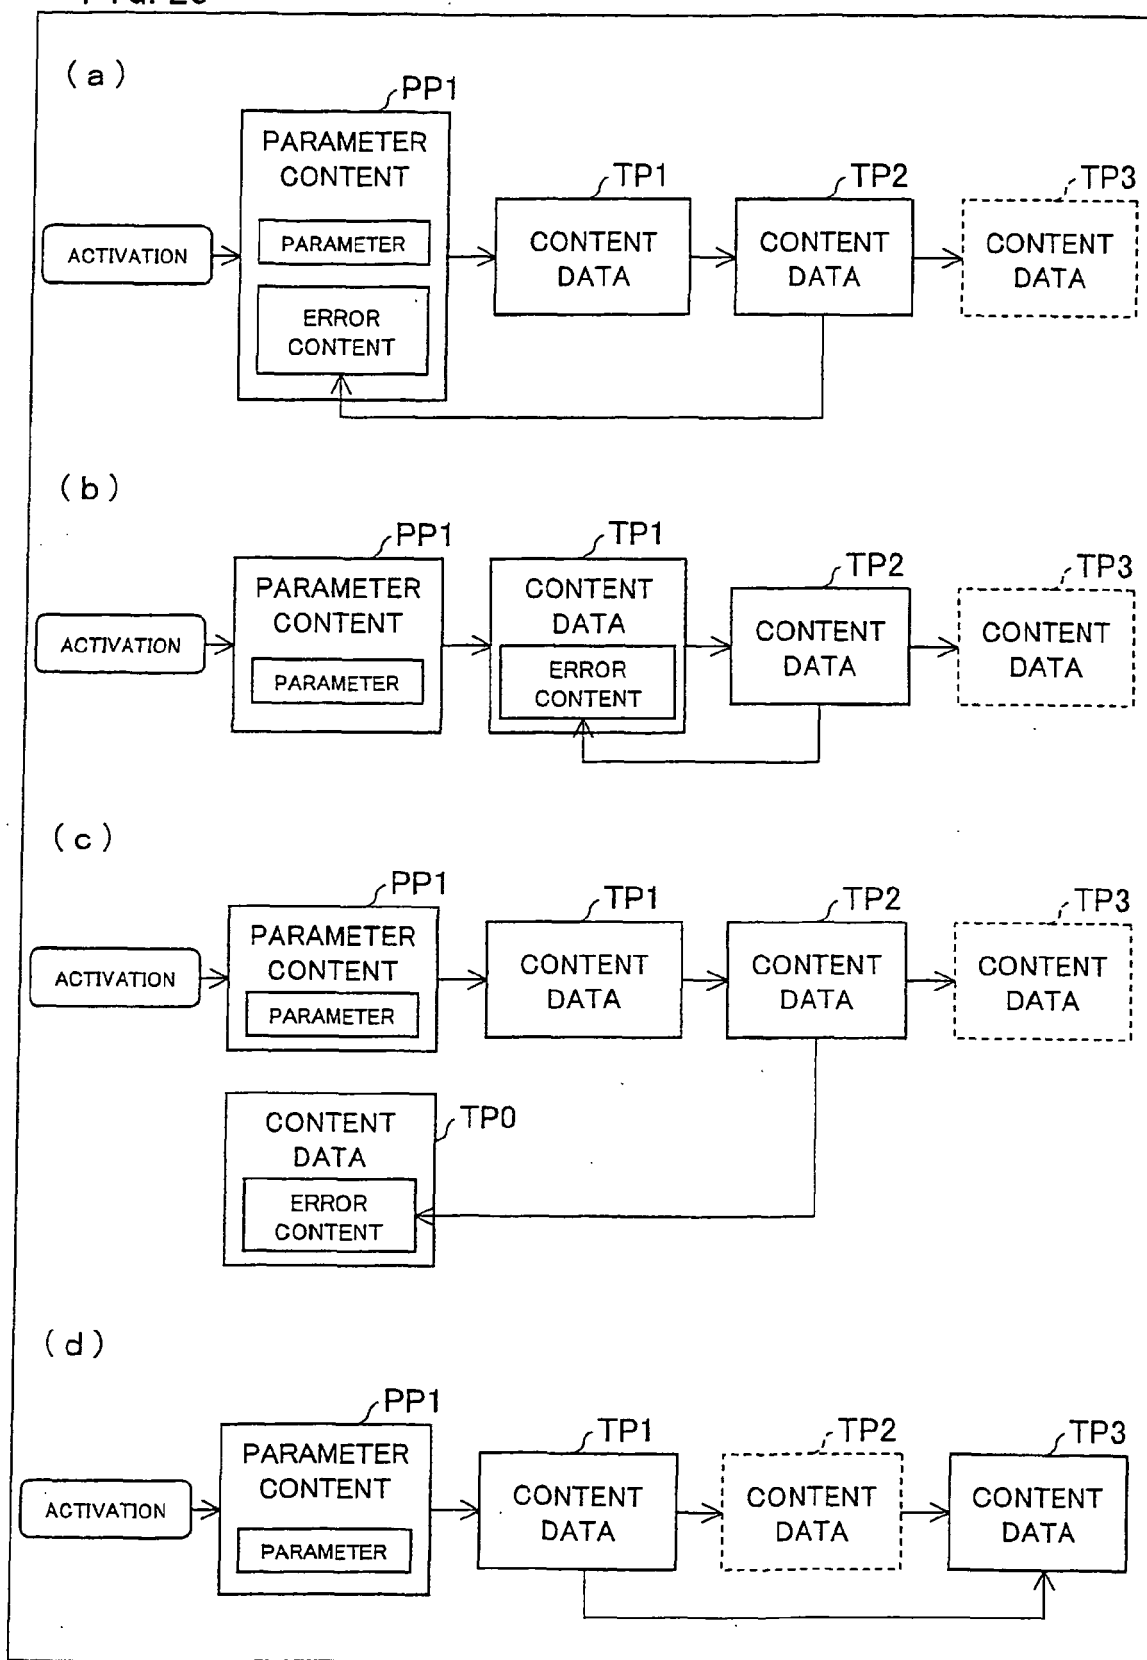 (a)
PP1
PARAMETER
CONTENT
TP1
TP2
TP3
ACTIVATION
PARAMETER
CONTENT
DATA
CONTENT
DATA
CONTENT
DATA
ERROR
CONTENT
(b)
PP1
TP1
TP2
TP3
PARAMETER
CONTENT
CONTENT
DATA
ACTIVATION
PARAMETER
ERROR
CONTENT
CONTENT
DATA
CONTENT
DATA
(c)
PP1
TP1
TP2
TP3
PARAMETER
CONTENT
ACTIVATION
PARAMETER
CONTENT
DATA
CONTENT
DATA
CONTENT
DATA
TP0
CONTENT
DATA
ERROR
CONTENT
(d)
PP1
TP1
TP2
TP3
PARAMETER
CONTENT
ACTIVATION
PARAMETER
CONTENT
DATA
CONTENT
DATA
CONTENT
DATA